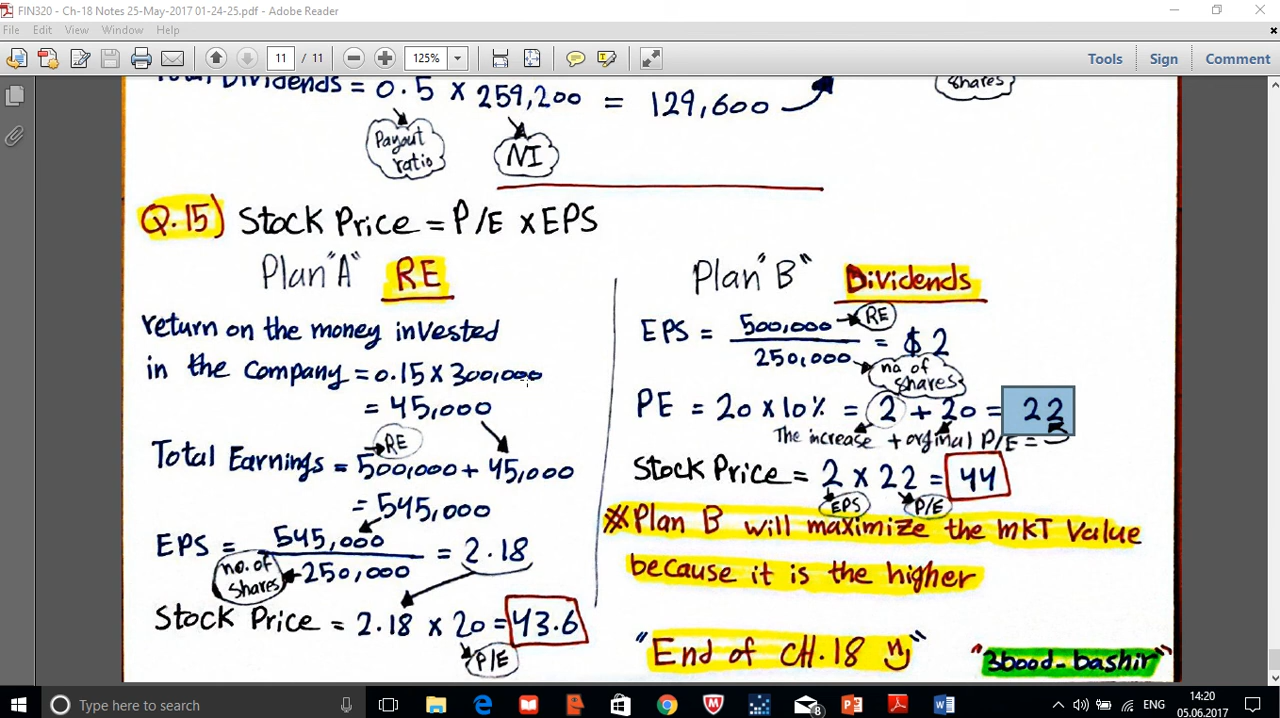 FIN320 - Ch-18 Notes 25-May-2017 01-24-25.pdf - Adobe Reader
File Edit View Window Help
11 / 11 125% Tools Sign Comment
Total Dividends = 0.5 × 259,200 = 129,600
shares
Payout ratio
NI
Q.15) Stock Price = P/E × EPS
Plan "A" RE
return on the money invested
in the company = 0.15 × 300,000
= 45,000
RE
Total Earnings = 500,000 + 45,000
= 545,000
EPS = 545,000 / 250,000 = 2.18
no. of shares
Stock Price = 2.18 × 20 = 43.6
P/E
Plan "B" Dividends
EPS = 500,000 / 250,000 = $ 2
RE
no. of shares
PE = 20 × 10% = 2 + 20 = 22
The increase + orginal P/E =
Stock Price = 2 × 22 = 44
EPS P/E
* Plan B will maximize the MKT Value
because it is the higher
"End of CH.18 "
"3bood-bashir"
Type here to search
8
ENG
14:20
05.06.2017